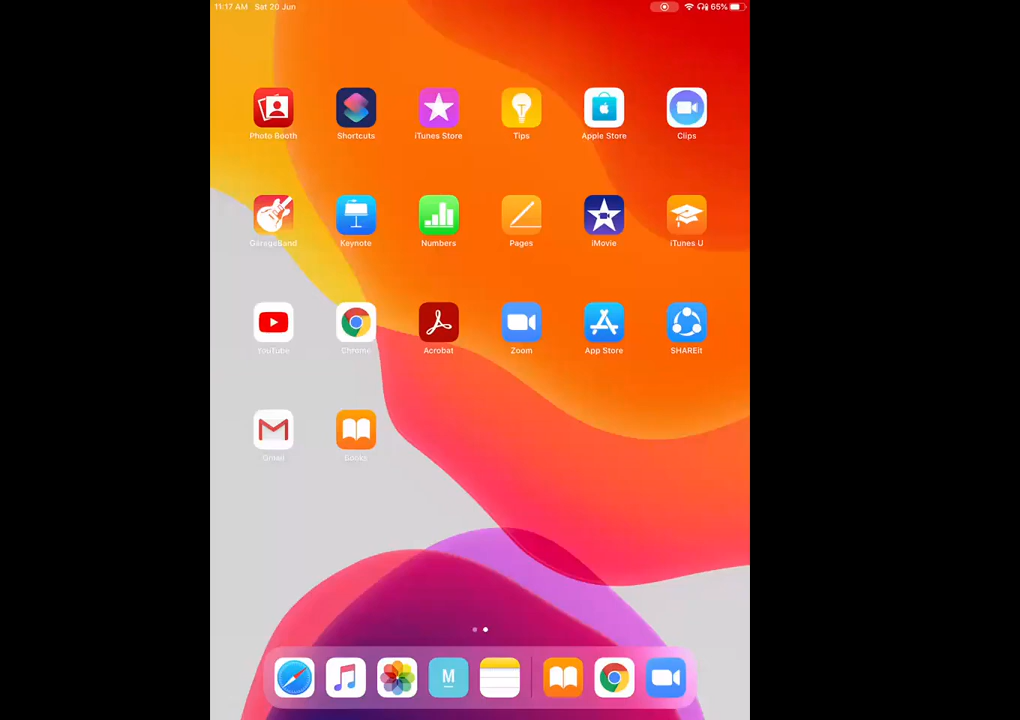 11:17 AM Sat 20 Jun 65%
Photo Booth Shortcuts iTunes Store Tips Apple Store Clips
GarageBand Keynote Numbers Pages iMovie iTunes U
YouTube Chrome Acrobat Zoom App Store SHAREit
Gmail Books
M